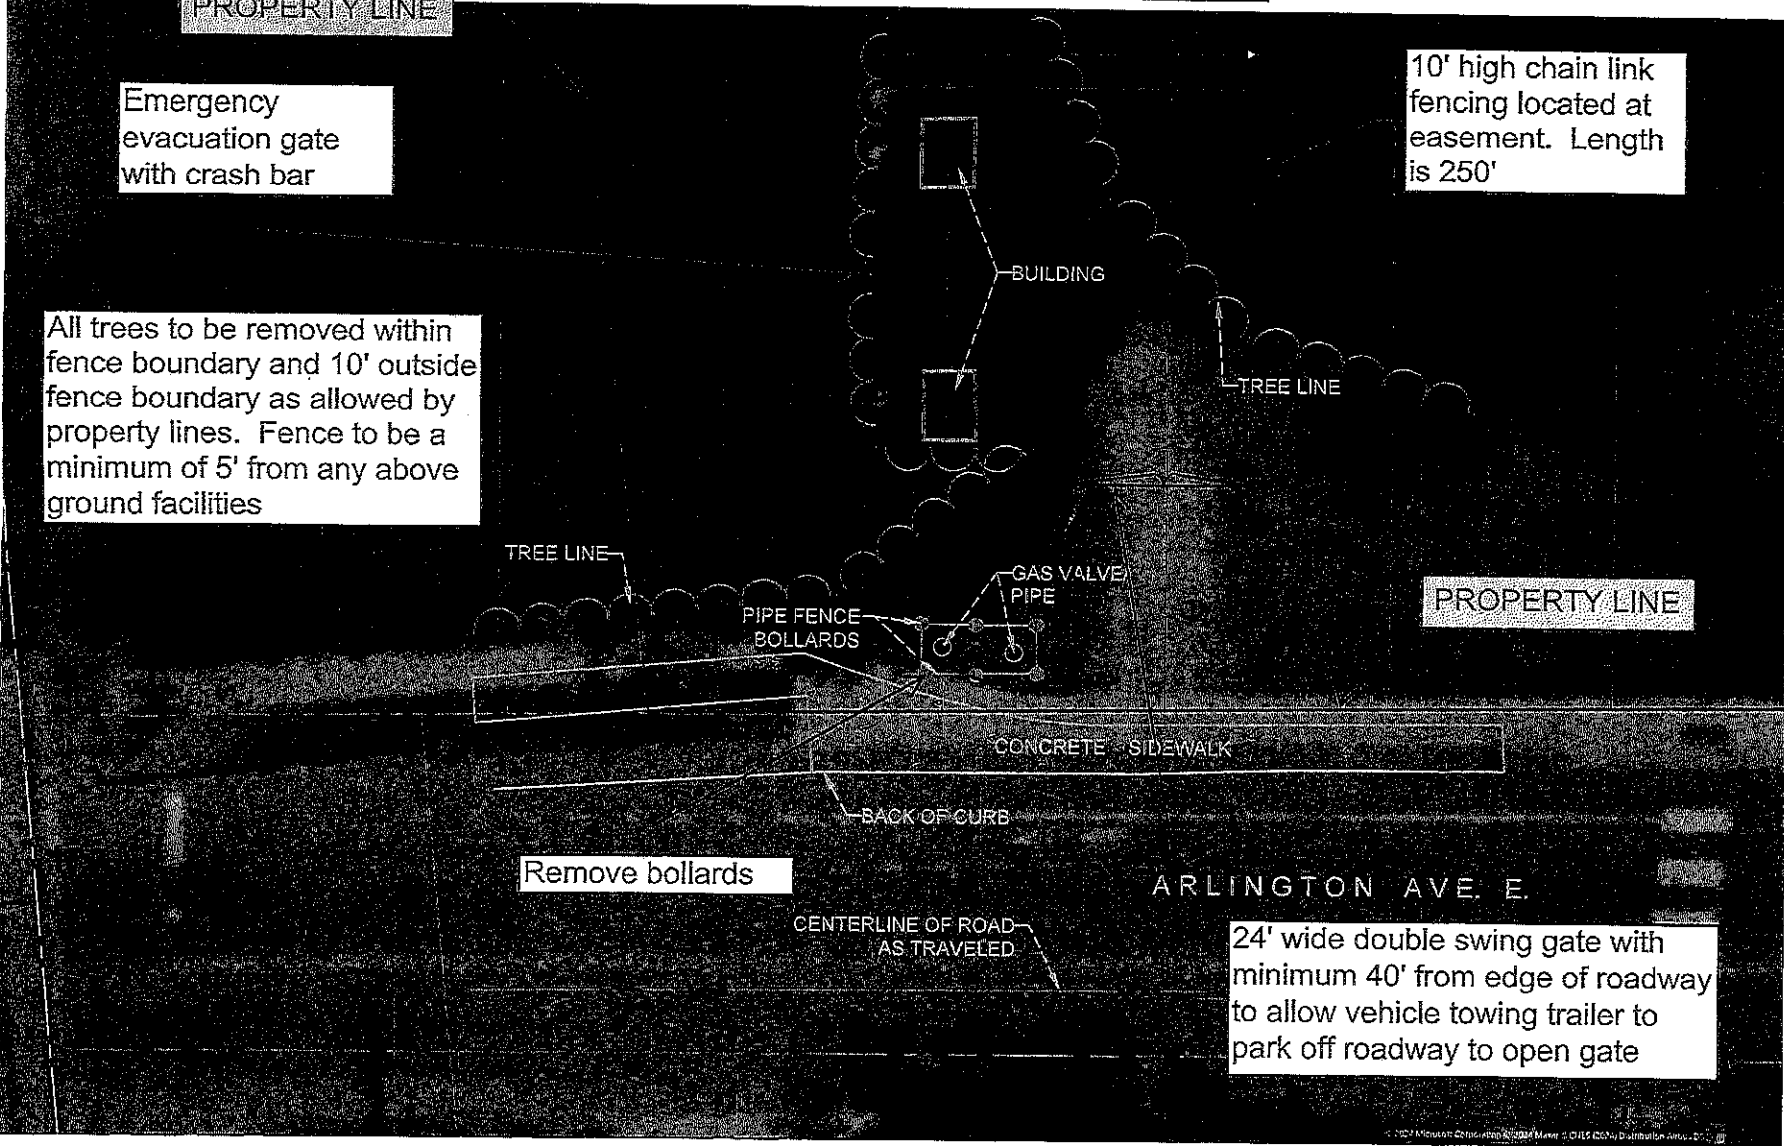 PROPERTY LINE
Emergency
evacuation gate
with crash bar
10' high chain link
fencing located at
easement. Length
is 250'
BUILDING
All trees to be removed within
fence boundary and 10' outside
fence boundary as allowed by
property lines. Fence to be a
minimum of 5' from any above
ground facilities
TREE LINE
TREE LINE
GAS VALVE
PIPE
PROPERTY LINE
PIPE FENCE
BOLLARDS
CONCRETE SIDEWALK
BACK OF CURB
Remove bollards
ARLINGTON AVE. E.
CENTERLINE OF ROAD
AS TRAVELED
24' wide double swing gate with
minimum 40' from edge of roadway
to allow vehicle towing trailer to
park off roadway to open gate
Microsoft Corporation